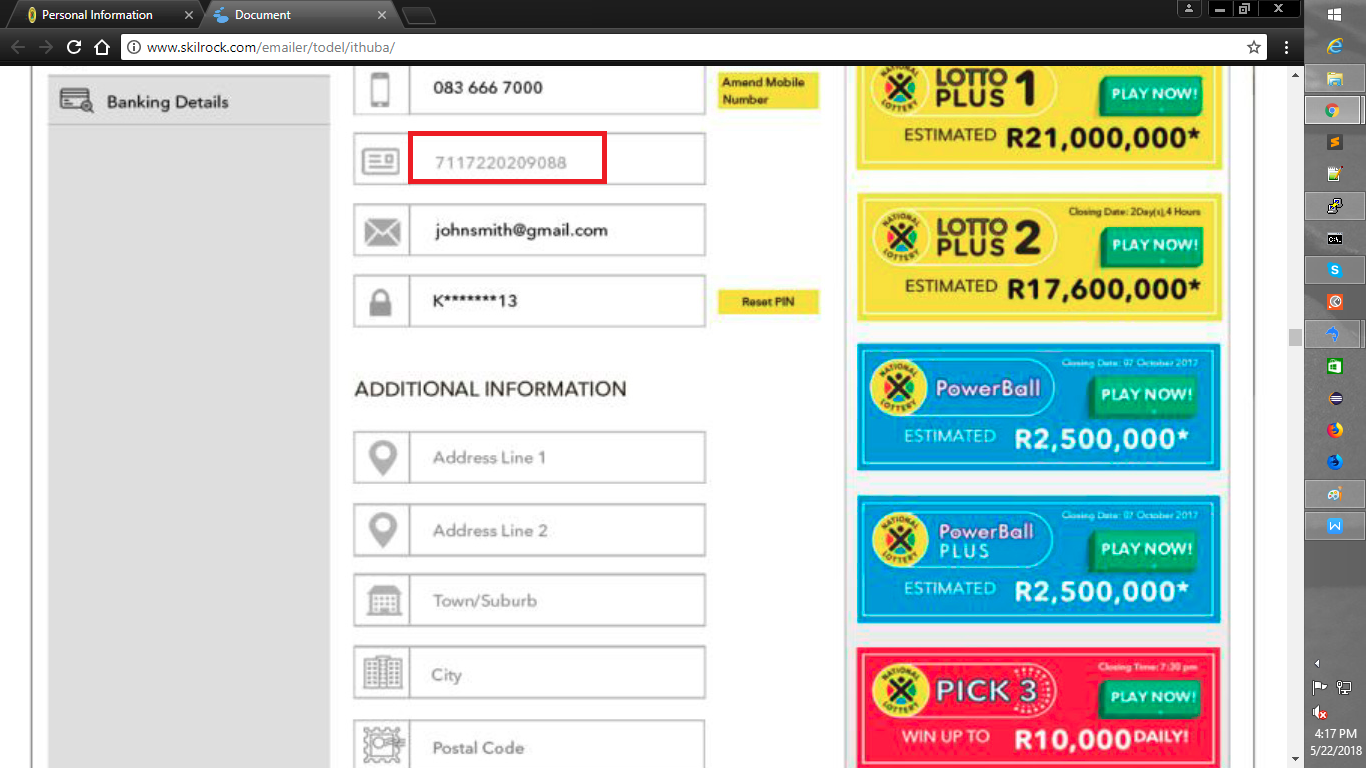 Personal Information
Document
www.skilrock.com/emailer/todel/ithuba/
Banking Details
083 666 7000
Amend Mobile
Number
7117220209088
johnsmith@gmail.com
K*******13
Reset PIN
ADDITIONAL INFORMATION
Address Line 1
Address Line 2
Town/Suburb
City
Postal Code
NATIONAL
LOTTERY
LOTTO
PLUS 1
PLAY NOW!
ESTIMATED R21,000,000*
Closing Date: 2Day(s),4 Hours
NATIONAL
LOTTERY
LOTTO
PLUS 2
PLAY NOW!
ESTIMATED R17,600,000*
Closing Date: 07 October 2017
NATIONAL
LOTTERY
PowerBall
PLAY NOW!
ESTIMATED R2,500,000*
Closing Date: 07 October 2017
NATIONAL
LOTTERY
PowerBall
PLUS
PLAY NOW!
ESTIMATED R2,500,000*
Closing Time: 7:30 pm
NATIONAL
LOTTERY
PICK 3
PLAY NOW!
WIN UP TO R10,000 DAILY!
C:\.
4:17 PM
5/22/2018